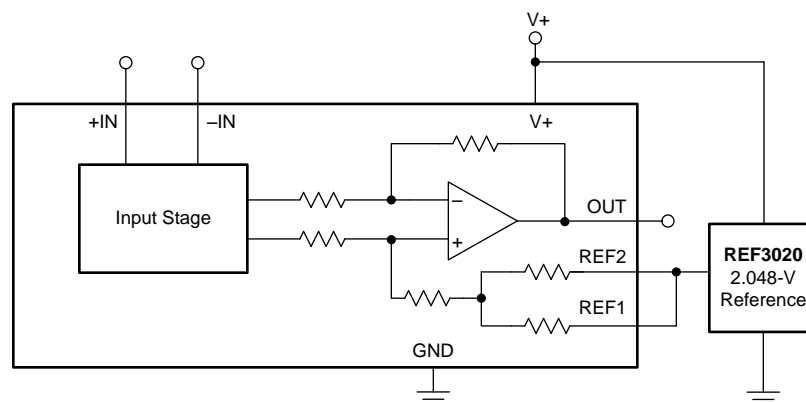 V+
+IN
–IN
V+
Input Stage
–
+
OUT
REF2
REF1
GND
REF3020
2.048-V
Reference